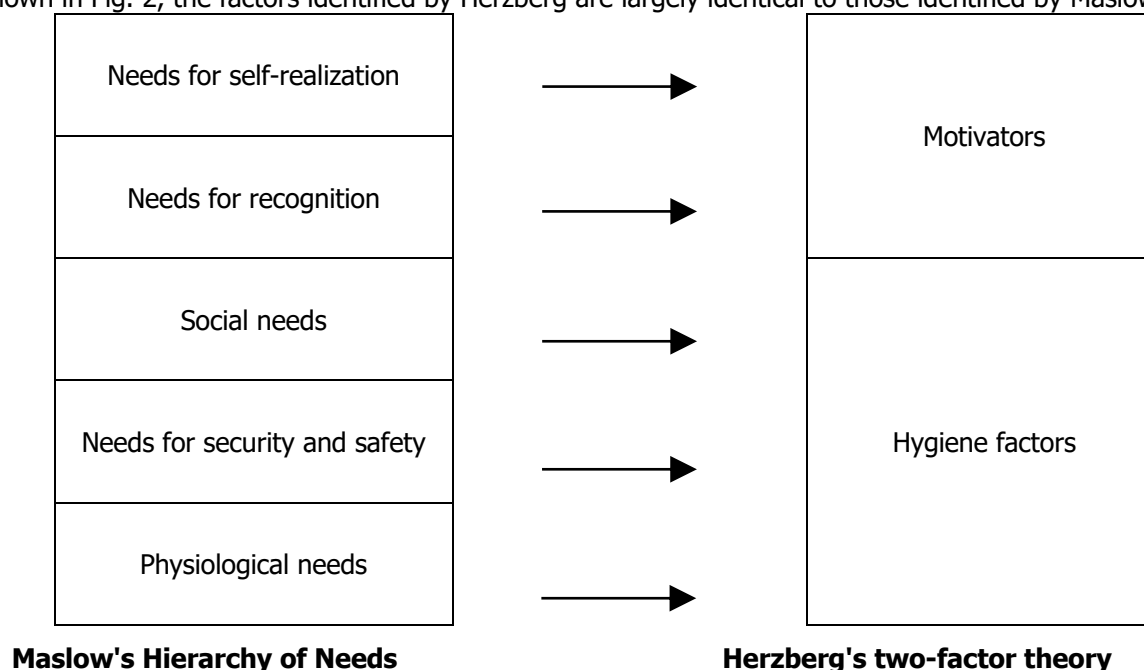 in Fig. 2, the factors identified by Herzberg are largely identical to those identified by
Needs for self-realization
Needs for recognition
Social needs
Needs for security and safety
Physiological needs
Motivators
Hygiene factors
Maslow's Hierarchy of Needs
Herzberg's two-factor theory